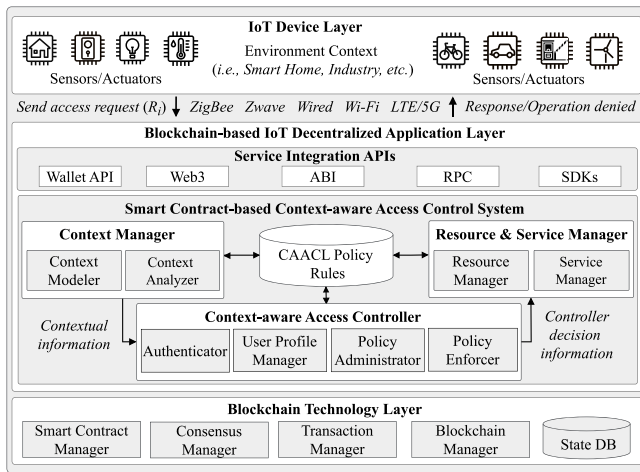 IoT Device Layer
Environment Context
(i.e., Smart Home, Industry, etc.)
Sensors/Actuators
Sensors/Actuators
Send access request (Ri)
ZigBee Zwave Wired Wi-Fi LTE/5G
Response/Operation denied
Blockchain-based IoT Decentralized Application Layer
Service Integration APIs
Wallet API
Web3
ABI
RPC
SDKs
Smart Contract-based Context-aware Access Control System
Context Manager
Context
Modeler
Context
Analyzer
CAACL Policy
Rules
Resource & Service Manager
Resource
Manager
Service
Manager
Contextual
information
Context-aware Access Controller
Authenticator
User Profile
Manager
Policy
Administrator
Policy
Enforcer
Controller
decision
information
Blockchain Technology Layer
Smart Contract
Manager
Consensus
Manager
Transaction
Manager
Blockchain
Manager
State DB